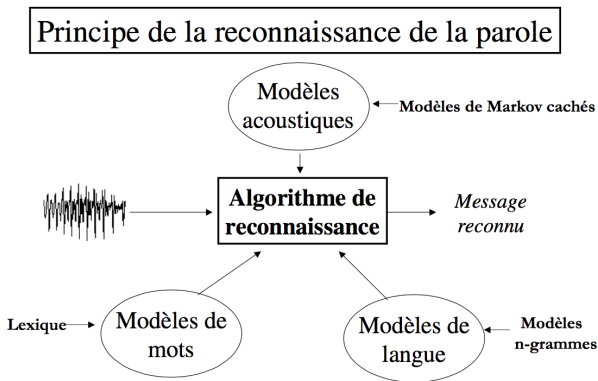 Principe de la reconnaissance de la parole
Modèles
acoustiques
Modèles de Markov cachés
Algorithme de
reconnaissance
Message
reconnu
Lexique
Modèles de
mots
Modèles de
langue
Modèles
n-grammes